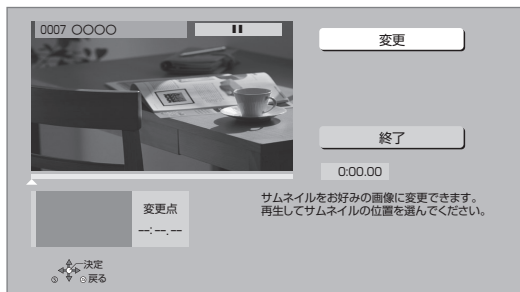 0007 〇〇〇〇
変更
終了
0:00.00
変更点
--:--.--
サムネイルをお好みの画像に変更できます。
再生してサムネイルの位置を選んでください。
決定
戻る